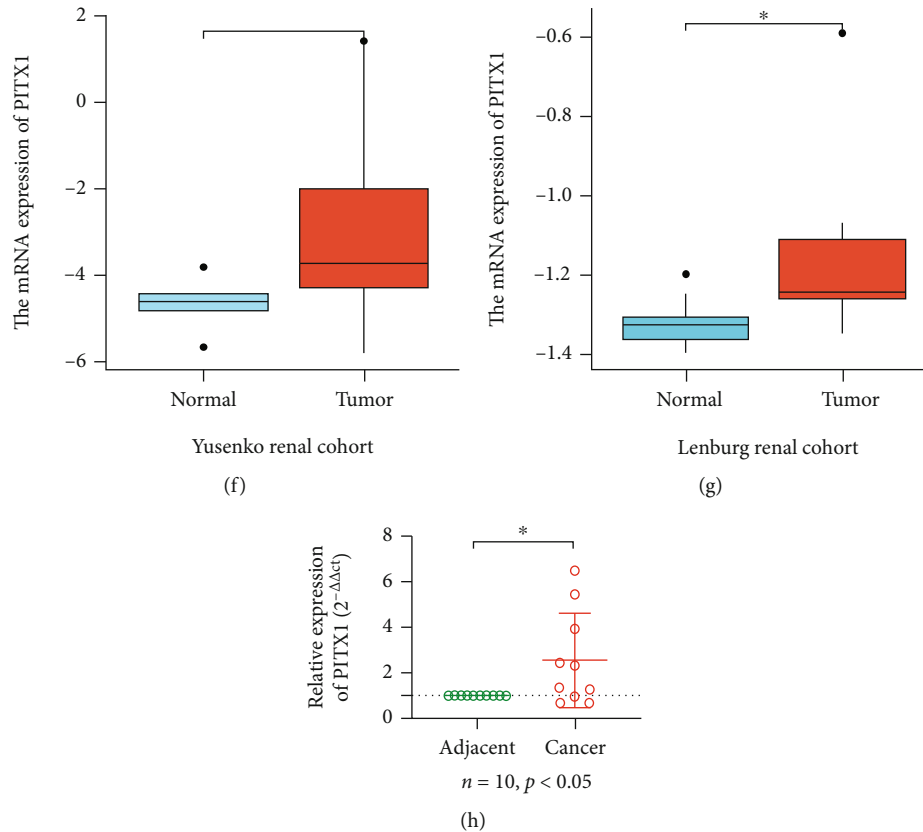 The mRNA expression of PITX1
2
0
−2
−4
−6
Normal
Tumor
Yusenko renal cohort
(f)
The mRNA expression of PITX1
*
−0.6
−0.8
−1.0
−1.2
−1.4
Normal
Tumor
Lenburg renal cohort
(g)
Relative expression
of PITX1 (2^−ΔΔct)
*
8
6
4
2
0
Adjacent
Cancer
n = 10, p < 0.05
(h)